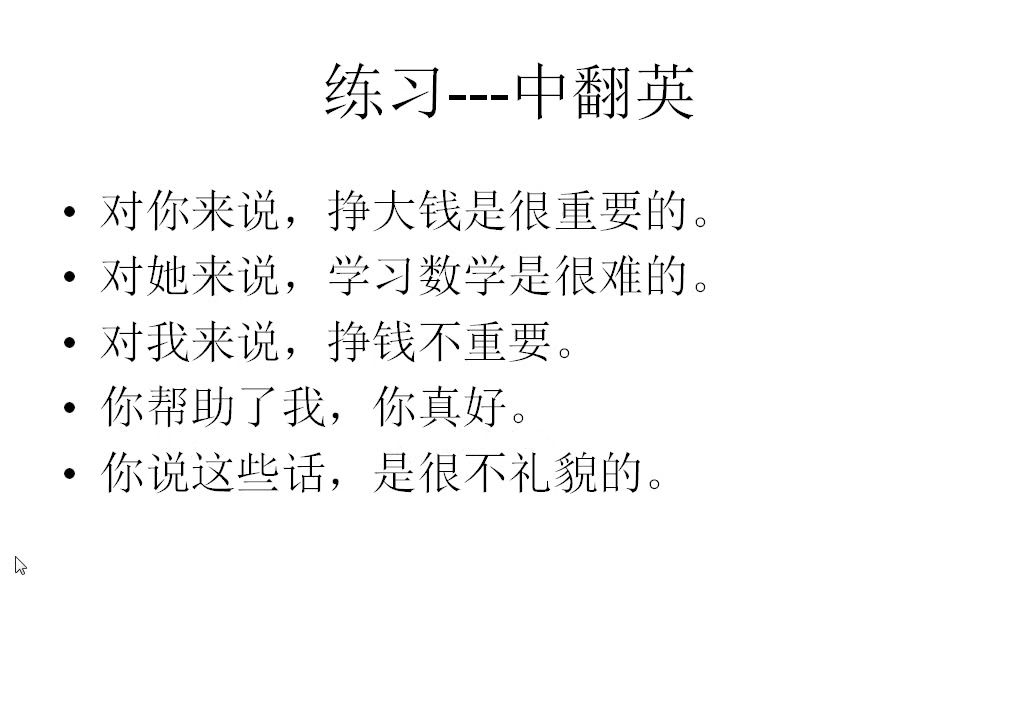 练习---中翻英
• 对你来说，挣大钱是很重要的。
• 对她来说，学习数学是很难的。
• 对我来说，挣钱不重要。
• 你帮助了我，你真好。
• 你说这些话，是很不礼貌的。